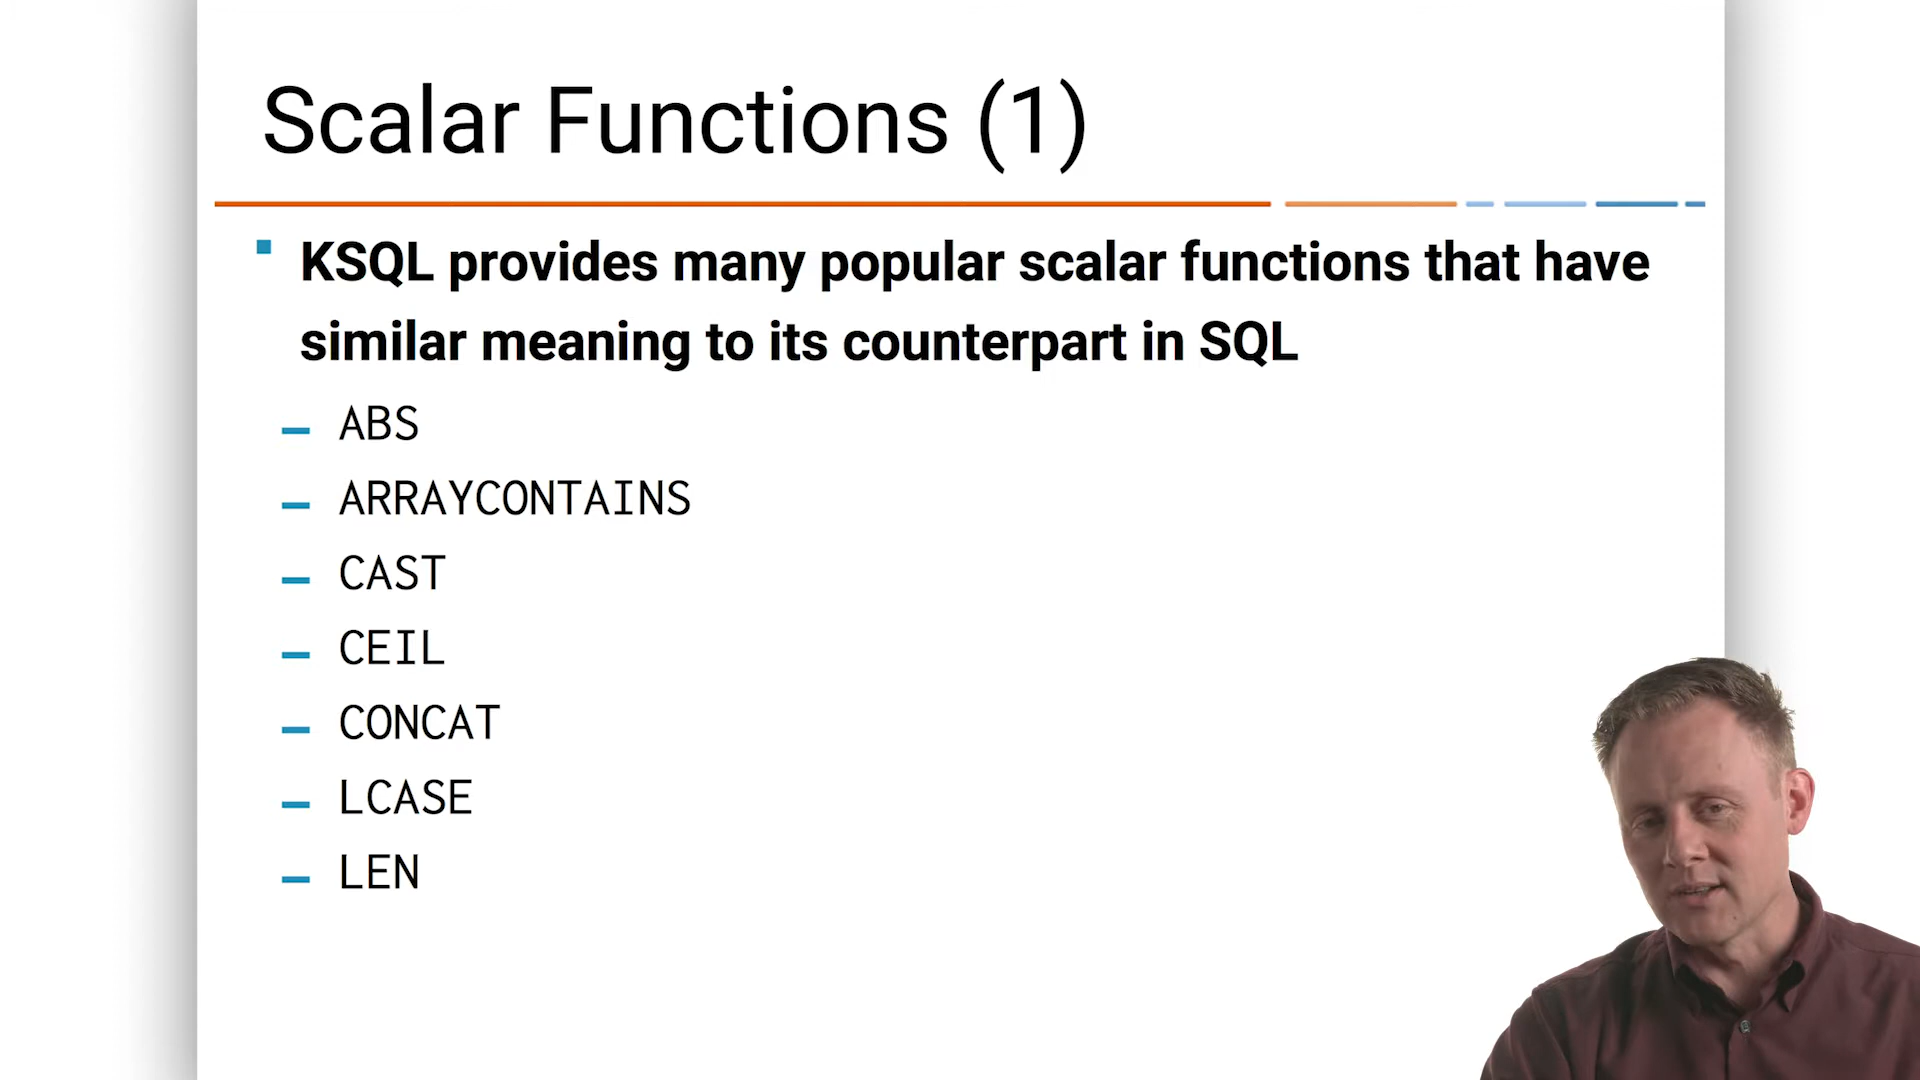 Scalar Functions (1)
KSQL provides many popular scalar functions that have
similar meaning to its counterpart in SQL
ABS
ARRAYCONTAINS
CAST
CEIL
CONCAT
LCASE
LEN